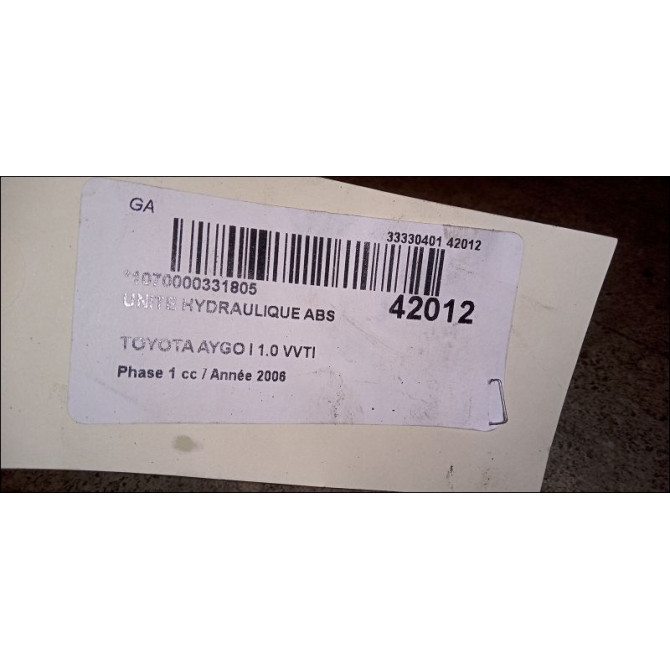 GA
33330401 42012
*1070000331805
UNITE HYDRAULIQUE ABS
42012
TOYOTA AYGO I 1.0 VVTI
Phase 1 cc / Année 2006